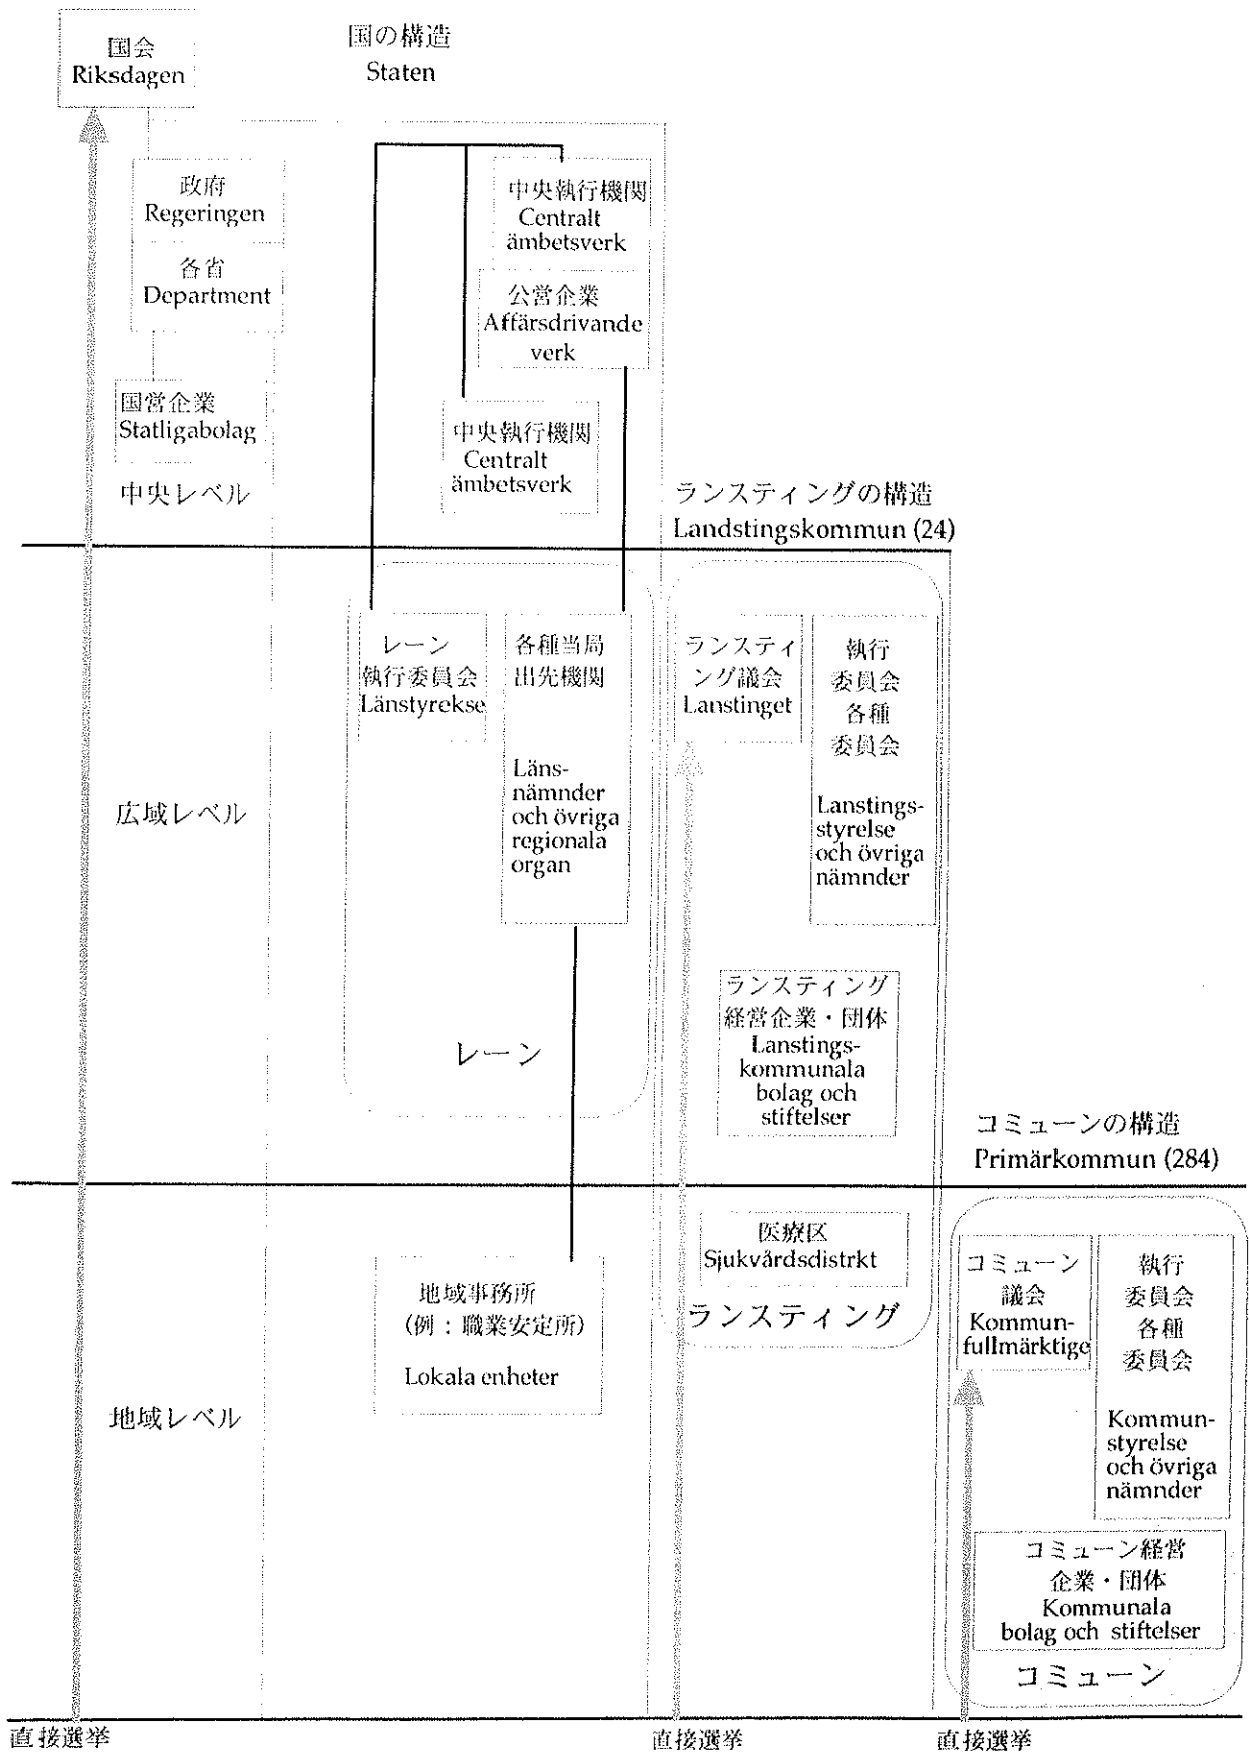 国会
Riksdagen
国の構造
Staten
政府
Regeringen
各省
Department
国営企業
Statligabolag
中央レベル
中央執行機関
Centralt
ämbetsverk
公営企業
Affärsdrivande
verk
中央執行機関
Centralt
ämbetsverk
ランスティングの構造
Landstingskommun (24)
レーン
執行委員会
Länstyrekse
各種当局
出先機関
Läns-
nämnder
och övriga
regionala
organ
レーン
広域レベル
ランスティ
ング議会
Lanstinget
執行
委員会
各種
委員会
Lanstings-
styrelse
och övriga
nämnder
ランスティング
経営企業・団体
Lanstings-
kommunala
bolag och
stiftelser
コミューンの構造
Primärkommun (284)
地域事務所
(例:職業安定所)
Lokala enheter
地域レベル
医療区
Sjukvårdsdistrkt
ランスティング
コミューン
議会
Kommun-
fullmärktige
執行
委員会
各種
委員会
Kommun-
styrelse
och övriga
nämnder
コミューン経営
企業・団体
Kommunala
bolag och stiftelser
コミューン
直接選挙
直接選挙
直接選挙